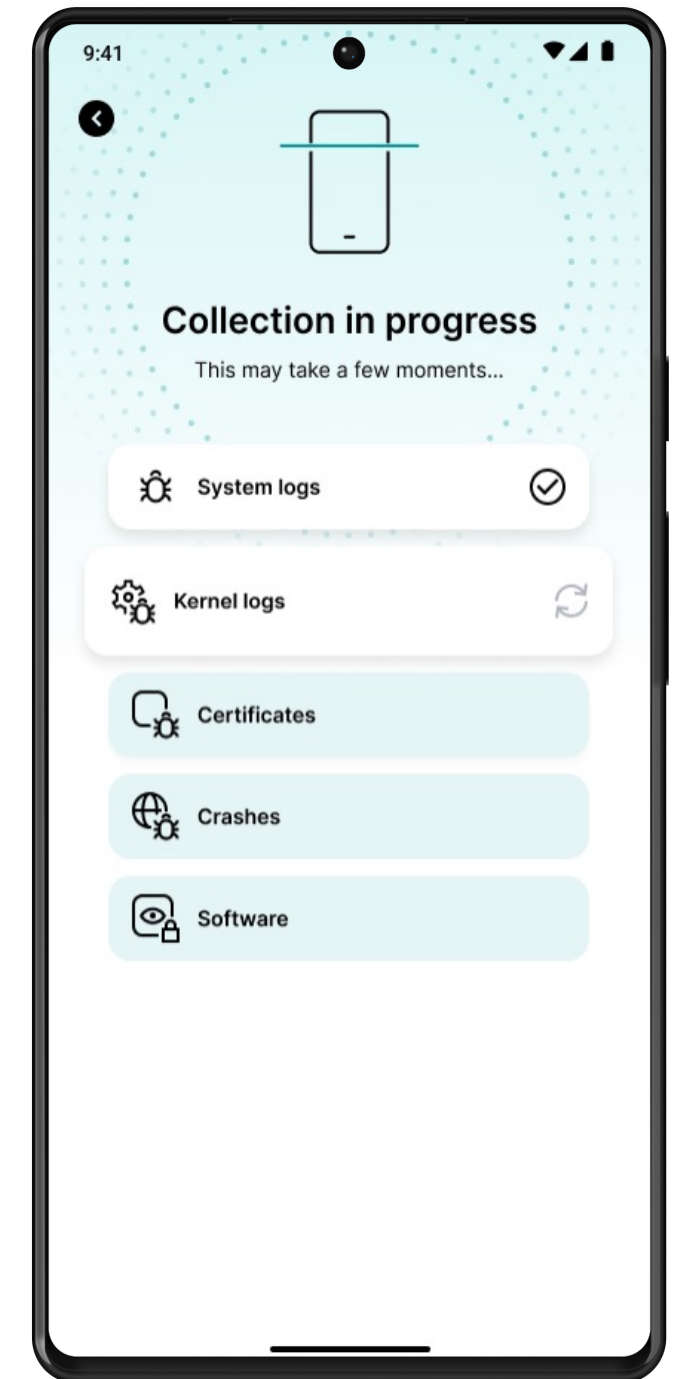 9:41
Collection in progress
This may take a few moments...
System logs
Kernel logs
Certificates
Crashes
Software